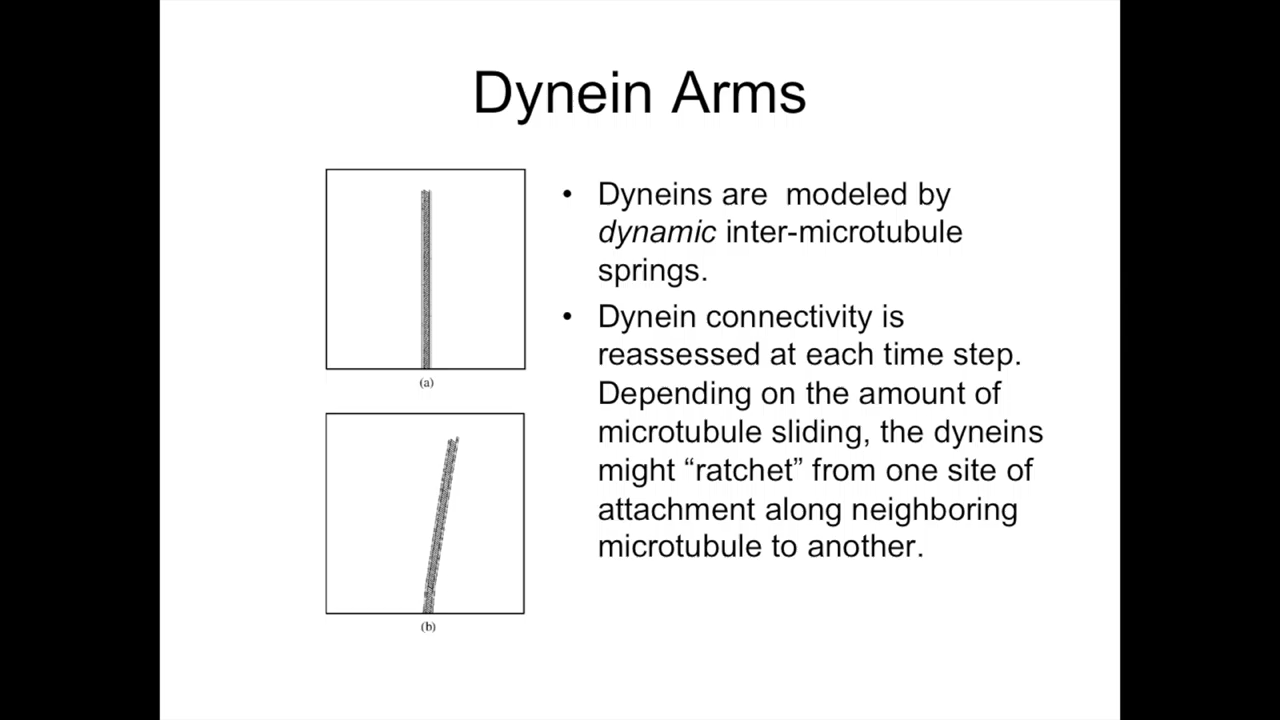 Dynein Arms
(a)
(b)
• Dyneins are  modeled by
dynamic inter-microtubule
springs.
• Dynein connectivity is
reassessed at each time step.
Depending on the amount of
microtubule sliding, the dyneins
might “ratchet” from one site of
attachment along neighboring
microtubule to another.